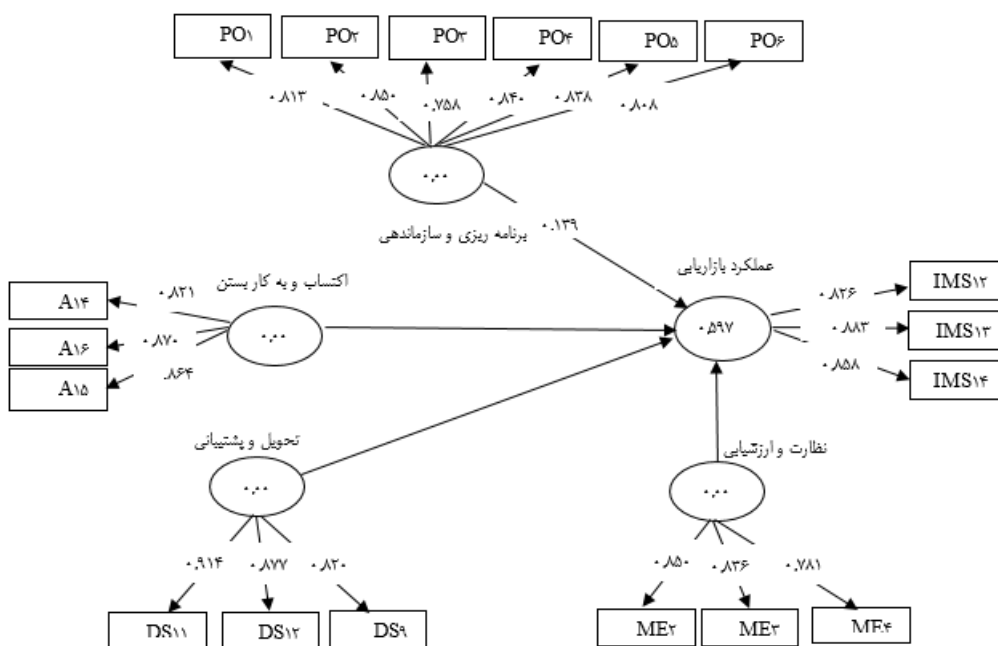 PO۱ PO۲ PO۳ PO۴ PO۵ PO۶
۰.۸۱۳ ۰.۸۵۰ ۰.۷۵۸ ۰.۸۴۰ ۰.۸۳۸ ۰.۸۰۸
۰,۰۰
۰.۱۳۹
برنامه ریزی و سازماندهی
عملکرد بازاریابی
۰.۵۹۷
۰.۸۲۶ IMS۱۲
۰.۸۸۳ IMS۱۳
۰.۸۵۸ IMS۱۴
اکتساب و به کار بستن
۰,۰۰
A۱۴ ۰.۸۲۱
A۱۶ ۰.۸۷۰
A۱۵ .۸۶۴
تحویل و پشتیبانی
۰,۰۰
۰.۹۱۴ ۰.۸۷۷ ۰.۸۲۰
DS۱۱ DS۱۲ DS۹
نظارت و ارزشیابی
۰,۰۰
۰.۸۵۰ ۰.۸۳۶ ۰.۷۸۱
ME۲ ME۳ ME۴